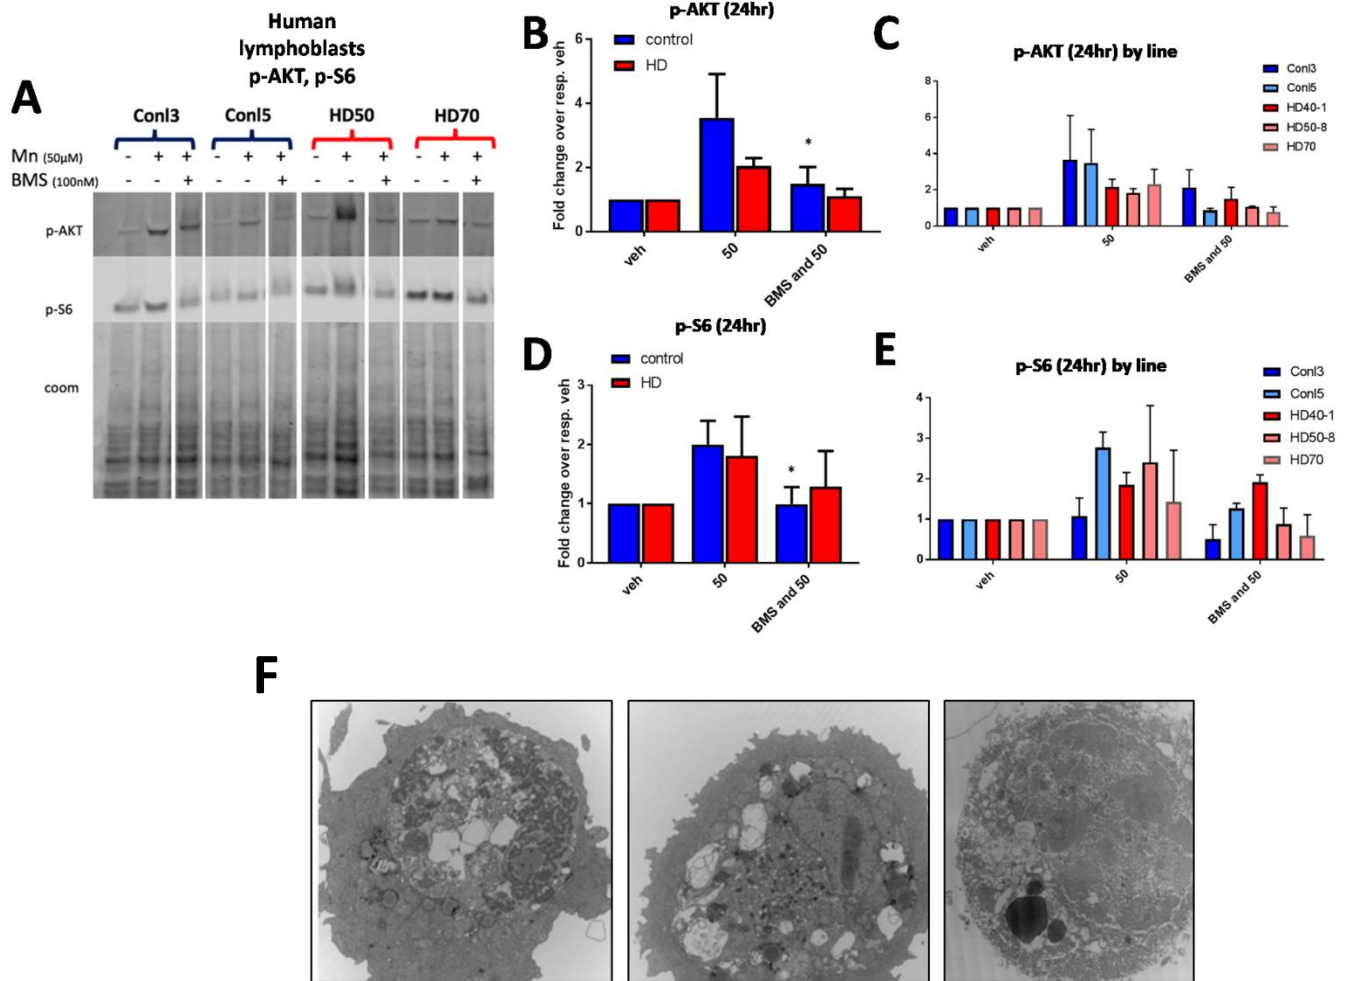 Human
lymphoblasts
p-AKT, p-S6
A
Conl3 Conl5 HD50 HD70
Mn (50µM) - + + - + + - + + - + +
BMS (100nM) - - + - - + - - + - - +
p-AKT
p-S6
coom
B
p-AKT (24hr)
control
HD
Fold change over resp. veh
6
4
2
0
*
veh 50 BMS and 50
C
p-AKT (24hr) by line
Conl3
Conl5
HD40-1
HD50-8
HD70
8
6
4
2
0
veh 50 BMS and 50
D
p-S6 (24hr)
control
HD
Fold change over resp. veh
3
2
1
0
*
veh 50 BMS and 50
E
p-S6 (24hr) by line
Conl3
Conl5
HD40-1
HD50-8
HD70
4
3
2
1
0
veh 50 BMS and 50
F